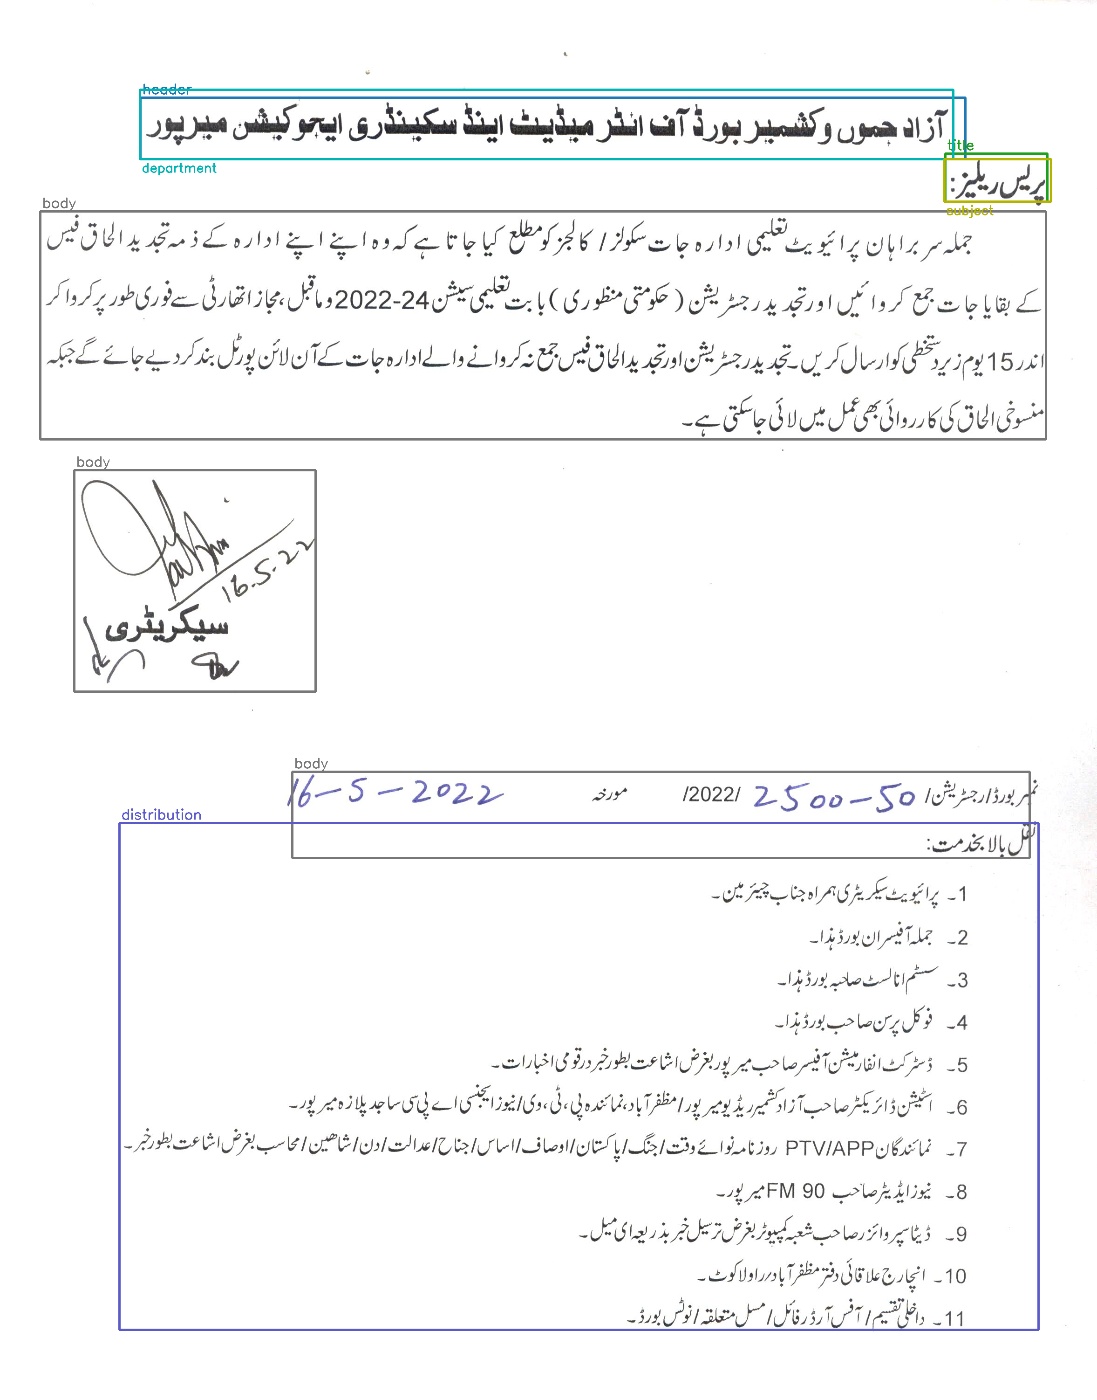 header
آزاد جموں و کشمیر بورڈ آف انٹر میڈیٹ اینڈ سکینڈری ایجوکیشن میرپور
department
title
پریس ریلیز:
subject
body
جملہ سربراہان پرائیویٹ تعلیمی ادارہ جات سکولز/ کالجز کو مطلع کیا جاتا ہے کہ وہ اپنے اپنے ادارہ کے ذمہ تجدید الحاق فیس
کے بقایا جات جمع کروائیں اور تجدید رجسٹریشن (حکومتی منظوری) بابت تعلیمی سیشن 24-2022 و ماقبل، مجاز اتھارٹی سے فوری طور پر کروا کر
اندر 15 یوم زیر دستخطی کو ارسال کریں۔ تجدید رجسٹریشن اور تجدید الحاق فیس جمع نہ کروانے والے ادارہ جات کے آن لائن پورٹل بند کر دیے جائے گے جبکہ
منسوخی الحاق کی کارروائی بھی عمل میں لائی جا سکتی ہے۔
body
16.5.22
سیکریٹری
body
نمبر بورڈ/رجسٹریشن/ 2500-50 /2022/ مورخہ 16-5-2022
distribution
نقل بالا بخدمت:
1۔ پرائیویٹ سیکریٹری ہمراہ جناب چیئرمین۔
2۔ جملہ آفیسران بورڈ ہذا۔
3۔ سسٹم انالسٹ صاحبہ بورڈ ہذا۔
4۔ فوکل پرسن صاحب بورڈ ہذا۔
5۔ ڈسٹرکٹ انفارمیشن آفیسر صاحب میرپور بغرض اشاعت بطور خبر در قومی اخبارات۔
6۔ اسٹیشن ڈائریکٹر صاحب آزاد کشمیر ریڈیو میرپور/مظفرآباد، نمائندہ پی، ٹی، وی/نیوز ایجنسی اے پی سی ساجد پلازہ میرپور۔
7۔ نمائندگان PTV/APP روزنامہ نوائے وقت/جنگ/پاکستان/اوصاف/اساس/جناح/عدالت/دن/شاھین/محاسب بغرض اشاعت بطور خبر۔
8۔ نیوز ایڈیٹر صاحب FM 90 میرپور۔
9۔ ڈیٹا سپروائزر صاحب شعبہ کمپیوٹر بغرض ترسیل خبر بذریعہ ای میل۔
10۔ انچارج علاقائی دفتر مظفرآباد/راولاکوٹ۔
11۔ داخلی تقسیم/آفس آرڈر فائل/مسل متعلقہ/نوٹس بورڈ۔